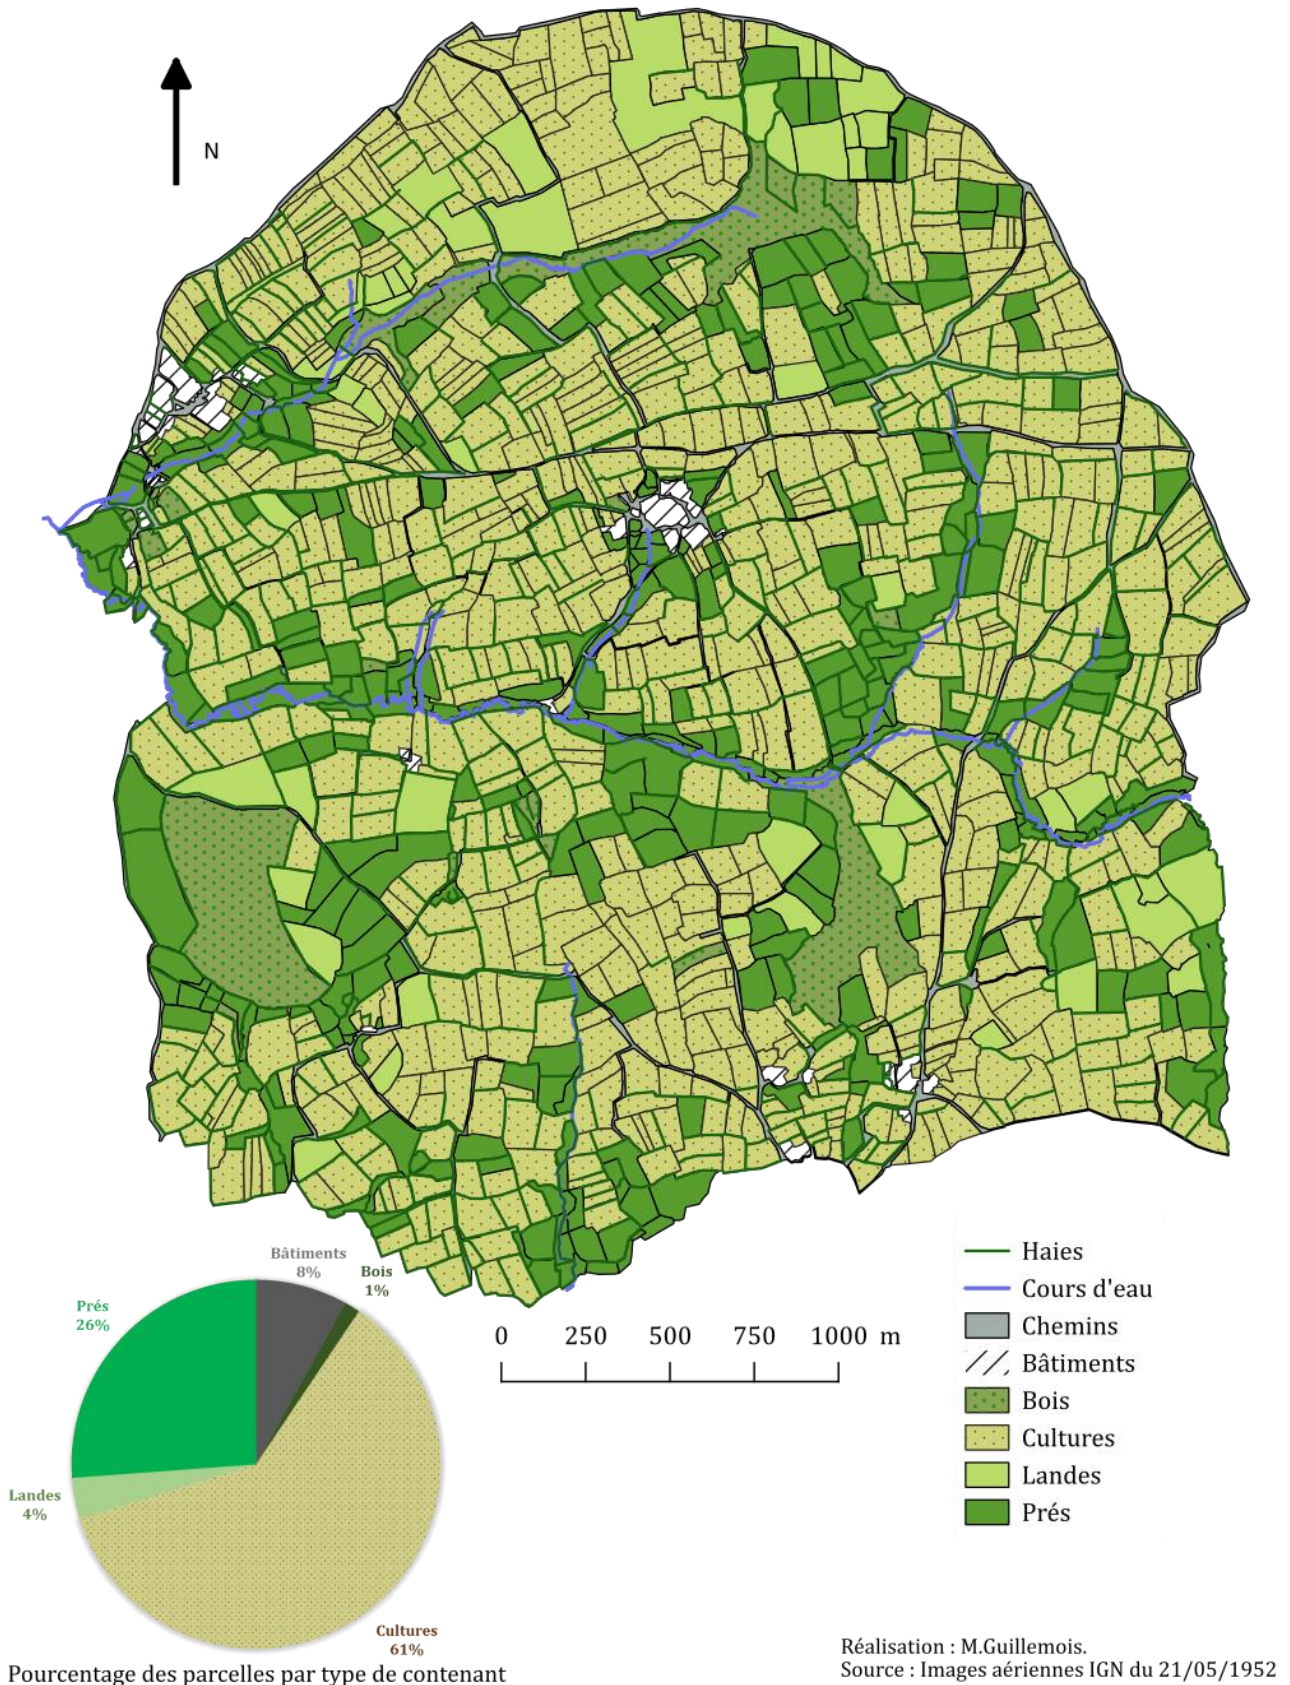 N
Bâtiments
8%
Bois
1%
Prés
26%
Landes
4%
Cultures
61%
Pourcentage des parcelles par type de contenant
0 250 500 750 1000 m
Haies
Cours d'eau
Chemins
Bâtiments
Bois
Cultures
Landes
Prés
Réalisation : M.Guillemois.
Source : Images aériennes IGN du 21/05/1952